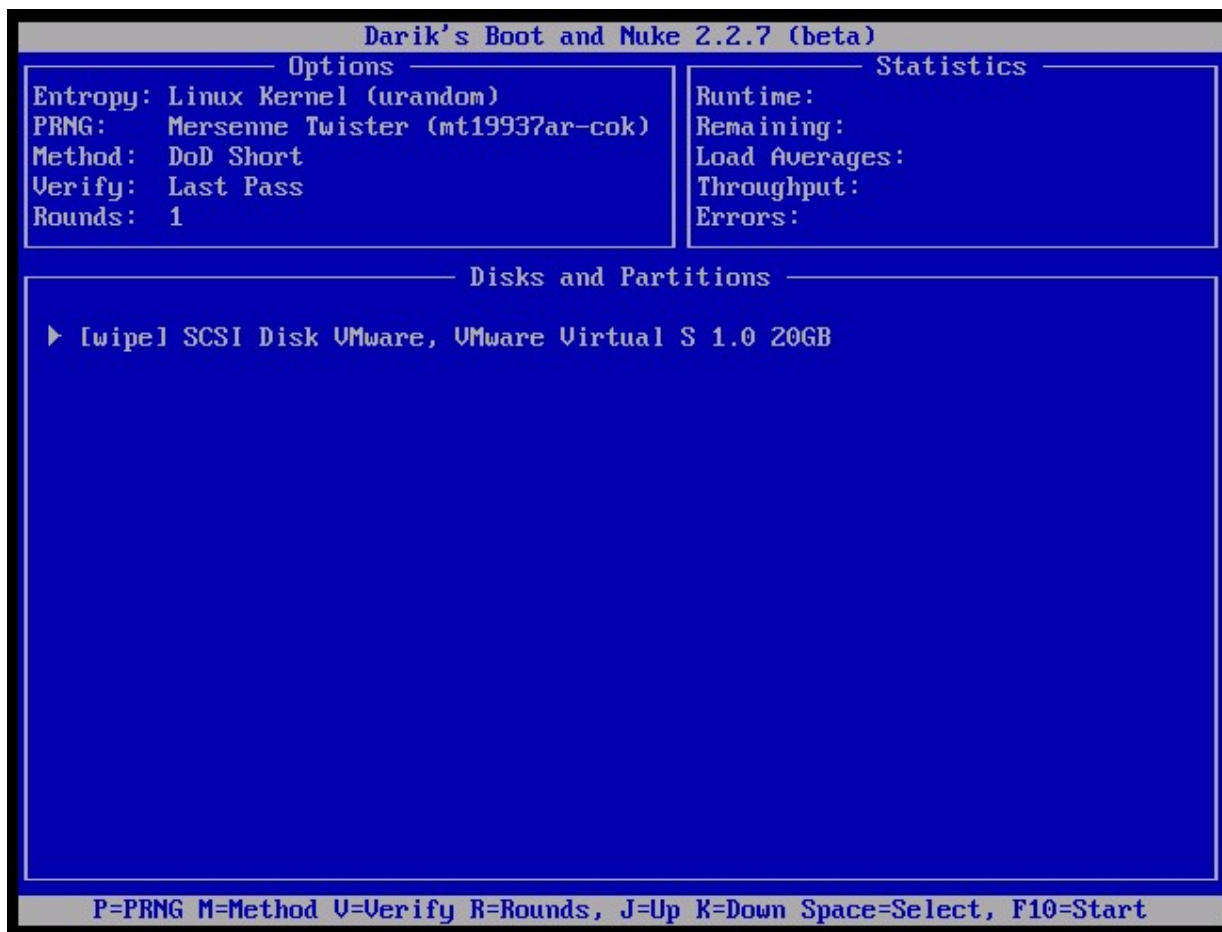 Darik's Boot and Nuke 2.2.7 (beta)
Options
Entropy: Linux Kernel (urandom)
PRNG: Mersenne Twister (mt19937ar-cok)
Method: DoD Short
Verify: Last Pass
Rounds: 1
Statistics
Runtime:
Remaining:
Load Averages:
Throughput:
Errors:
Disks and Partitions
[wipe] SCSI Disk VMware, VMware Virtual S 1.0 20GB
P=PRNG M=Method V=Verify R=Rounds, J=Up K=Down Space=Select, F10=Start